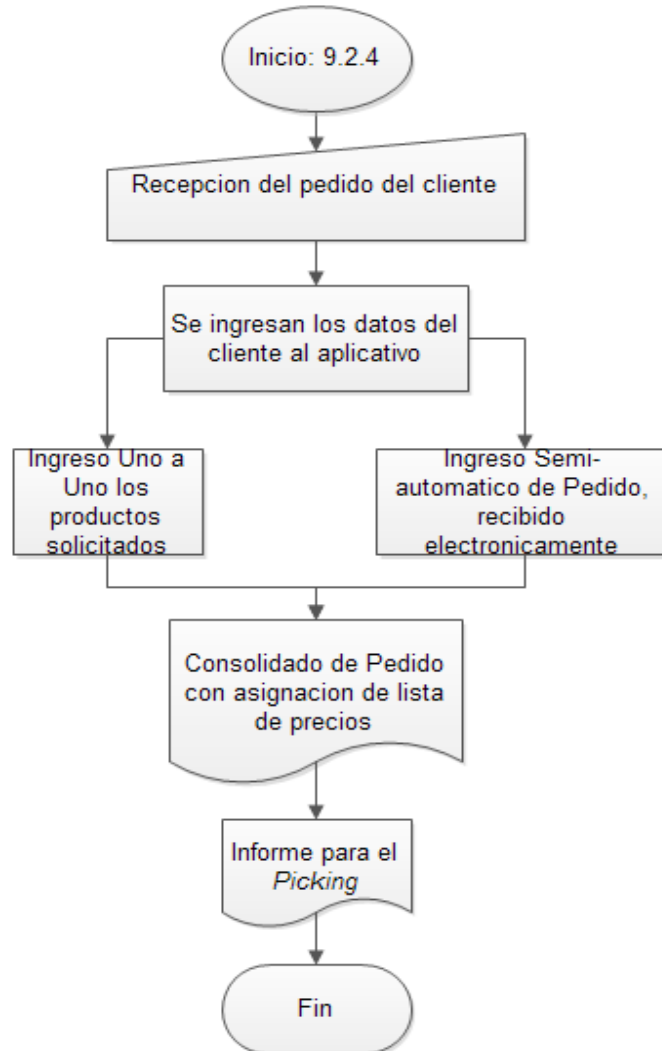 Inicio: 9.2.4
Recepcion del pedido del cliente
Se ingresan los datos del
cliente al aplicativo
Ingreso Uno a
Uno los
productos
solicitados
Ingreso Semi-
automatico de Pedido,
recibido
electronicamente
Consolidado de Pedido
con asignacion de lista
de precios
Informe para el
Picking
Fin